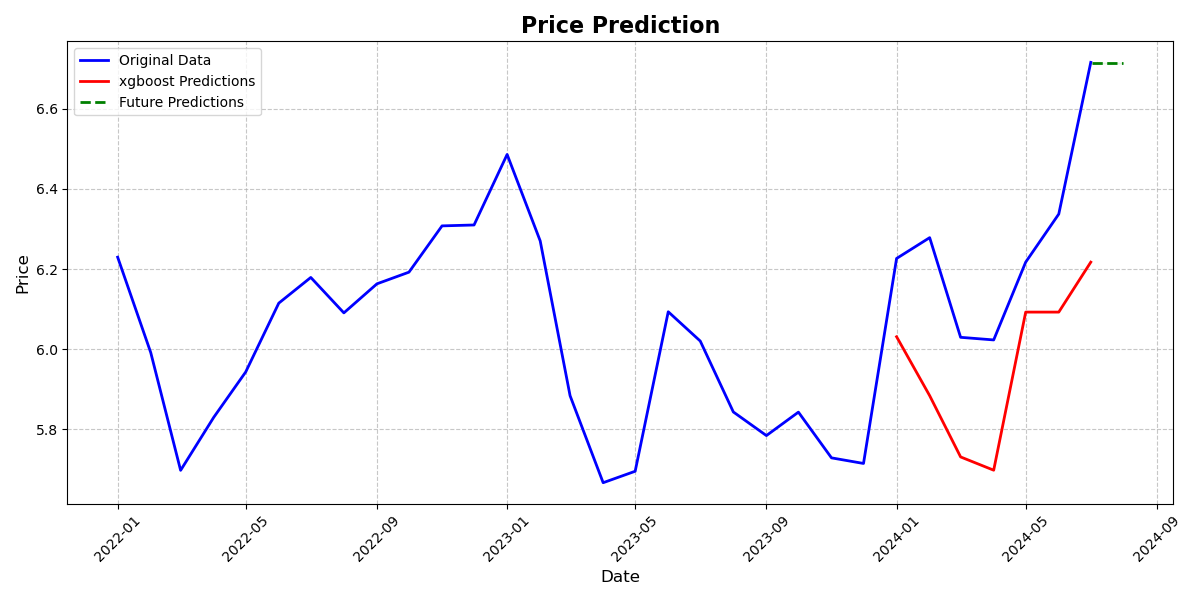 Price Prediction
Original Data
xgboost Predictions
Future Predictions
Price
6.6
6.4
6.2
6.0
5.8
2022-01
2022-05
2022-09
2023-01
2023-05
2023-09
2024-01
2024-05
2024-09
Date